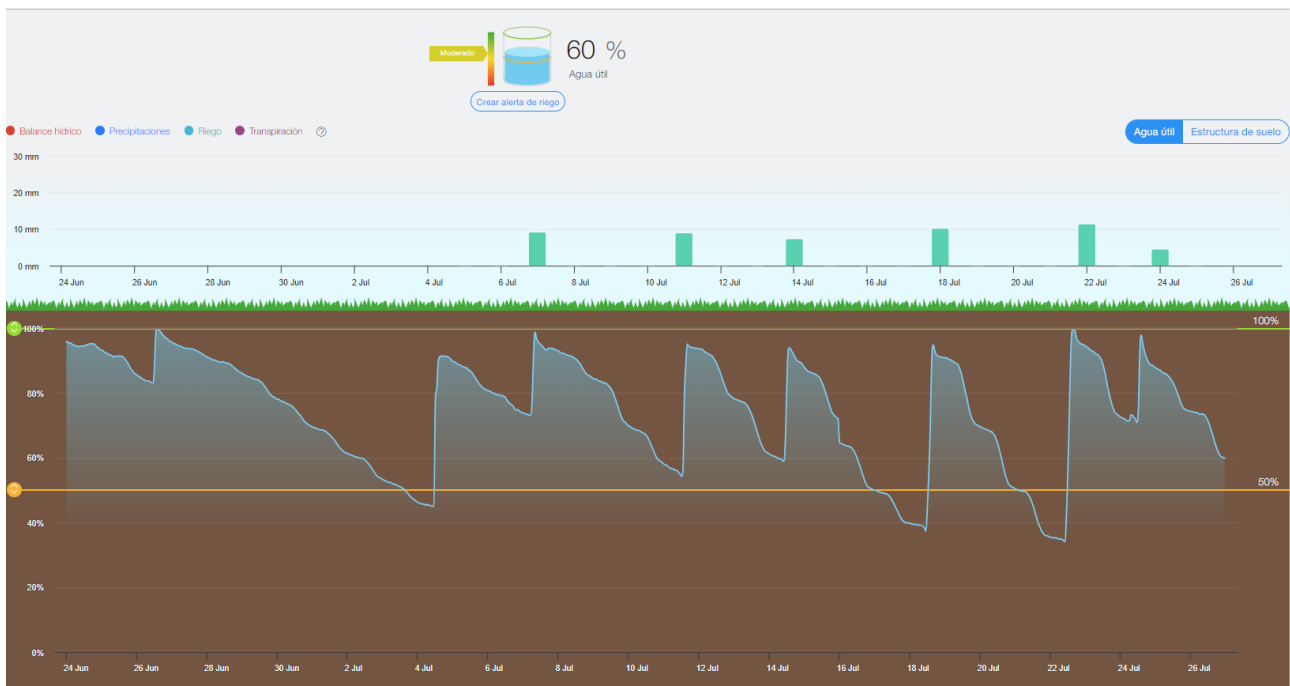 Moderado
60 %
Agua útil
Crear alerta de riego
Balance hídrico Precipitaciones Riego Transpiración ?
Agua útil Estructura de suelo
30 mm
20 mm
10 mm
0 mm
24 Jun 26 Jun 28 Jun 30 Jun 2 Jul 4 Jul 6 Jul 8 Jul 10 Jul 12 Jul 14 Jul 16 Jul 18 Jul 20 Jul 22 Jul 24 Jul 26 Jul
100% 100%
80%
60%
50%
40%
20%
0%
24 Jun 26 Jun 28 Jun 30 Jun 2 Jul 4 Jul 6 Jul 8 Jul 10 Jul 12 Jul 14 Jul 16 Jul 18 Jul 20 Jul 22 Jul 24 Jul 26 Jul